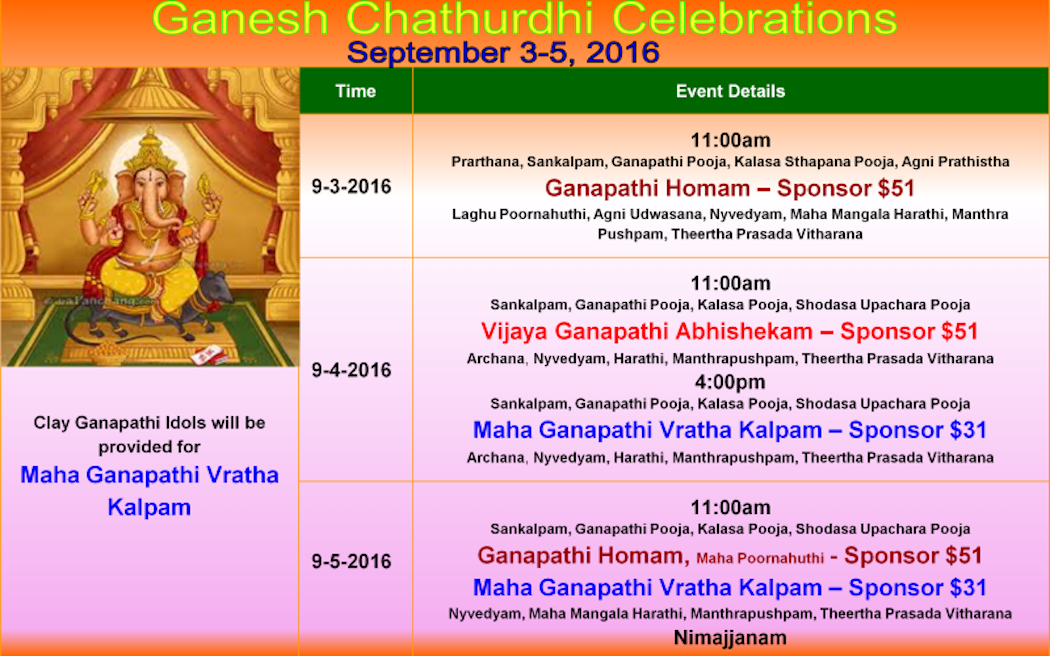 Ganesh Chathurdhi Celebrations
September 3-5, 2016
Time
Event Details
9-3-2016
11:00am
Prarthana, Sankalpam, Ganapathi Pooja, Kalasa Sthapana Pooja, Agni Prathistha
Ganapathi Homam – Sponsor $51
Laghu Poornahuthi, Agni Udwasana, Nyvedyam, Maha Mangala Harathi, Manthra
Pushpam, Theertha Prasada Vitharana
9-4-2016
11:00am
Sankalpam, Ganapathi Pooja, Kalasa Pooja, Shodasa Upachara Pooja
Vijaya Ganapathi Abhishekam – Sponsor $51
Archana, Nyvedyam, Harathi, Manthrapushpam, Theertha Prasada Vitharana
4:00pm
Sankalpam, Ganapathi Pooja, Kalasa Pooja, Shodasa Upachara Pooja
Maha Ganapathi Vratha Kalpam – Sponsor $31
Archana, Nyvedyam, Harathi, Manthrapushpam, Theertha Prasada Vitharana
9-5-2016
11:00am
Sankalpam, Ganapathi Pooja, Kalasa Pooja, Shodasa Upachara Pooja
Ganapathi Homam, Maha Poornahuthi - Sponsor $51
Maha Ganapathi Vratha Kalpam – Sponsor $31
Nyvedyam, Maha Mangala Harathi, Manthrapushpam, Theertha Prasada Vitharana
Nimajjanam
Clay Ganapathi Idols will be
provided for
Maha Ganapathi Vratha
Kalpam